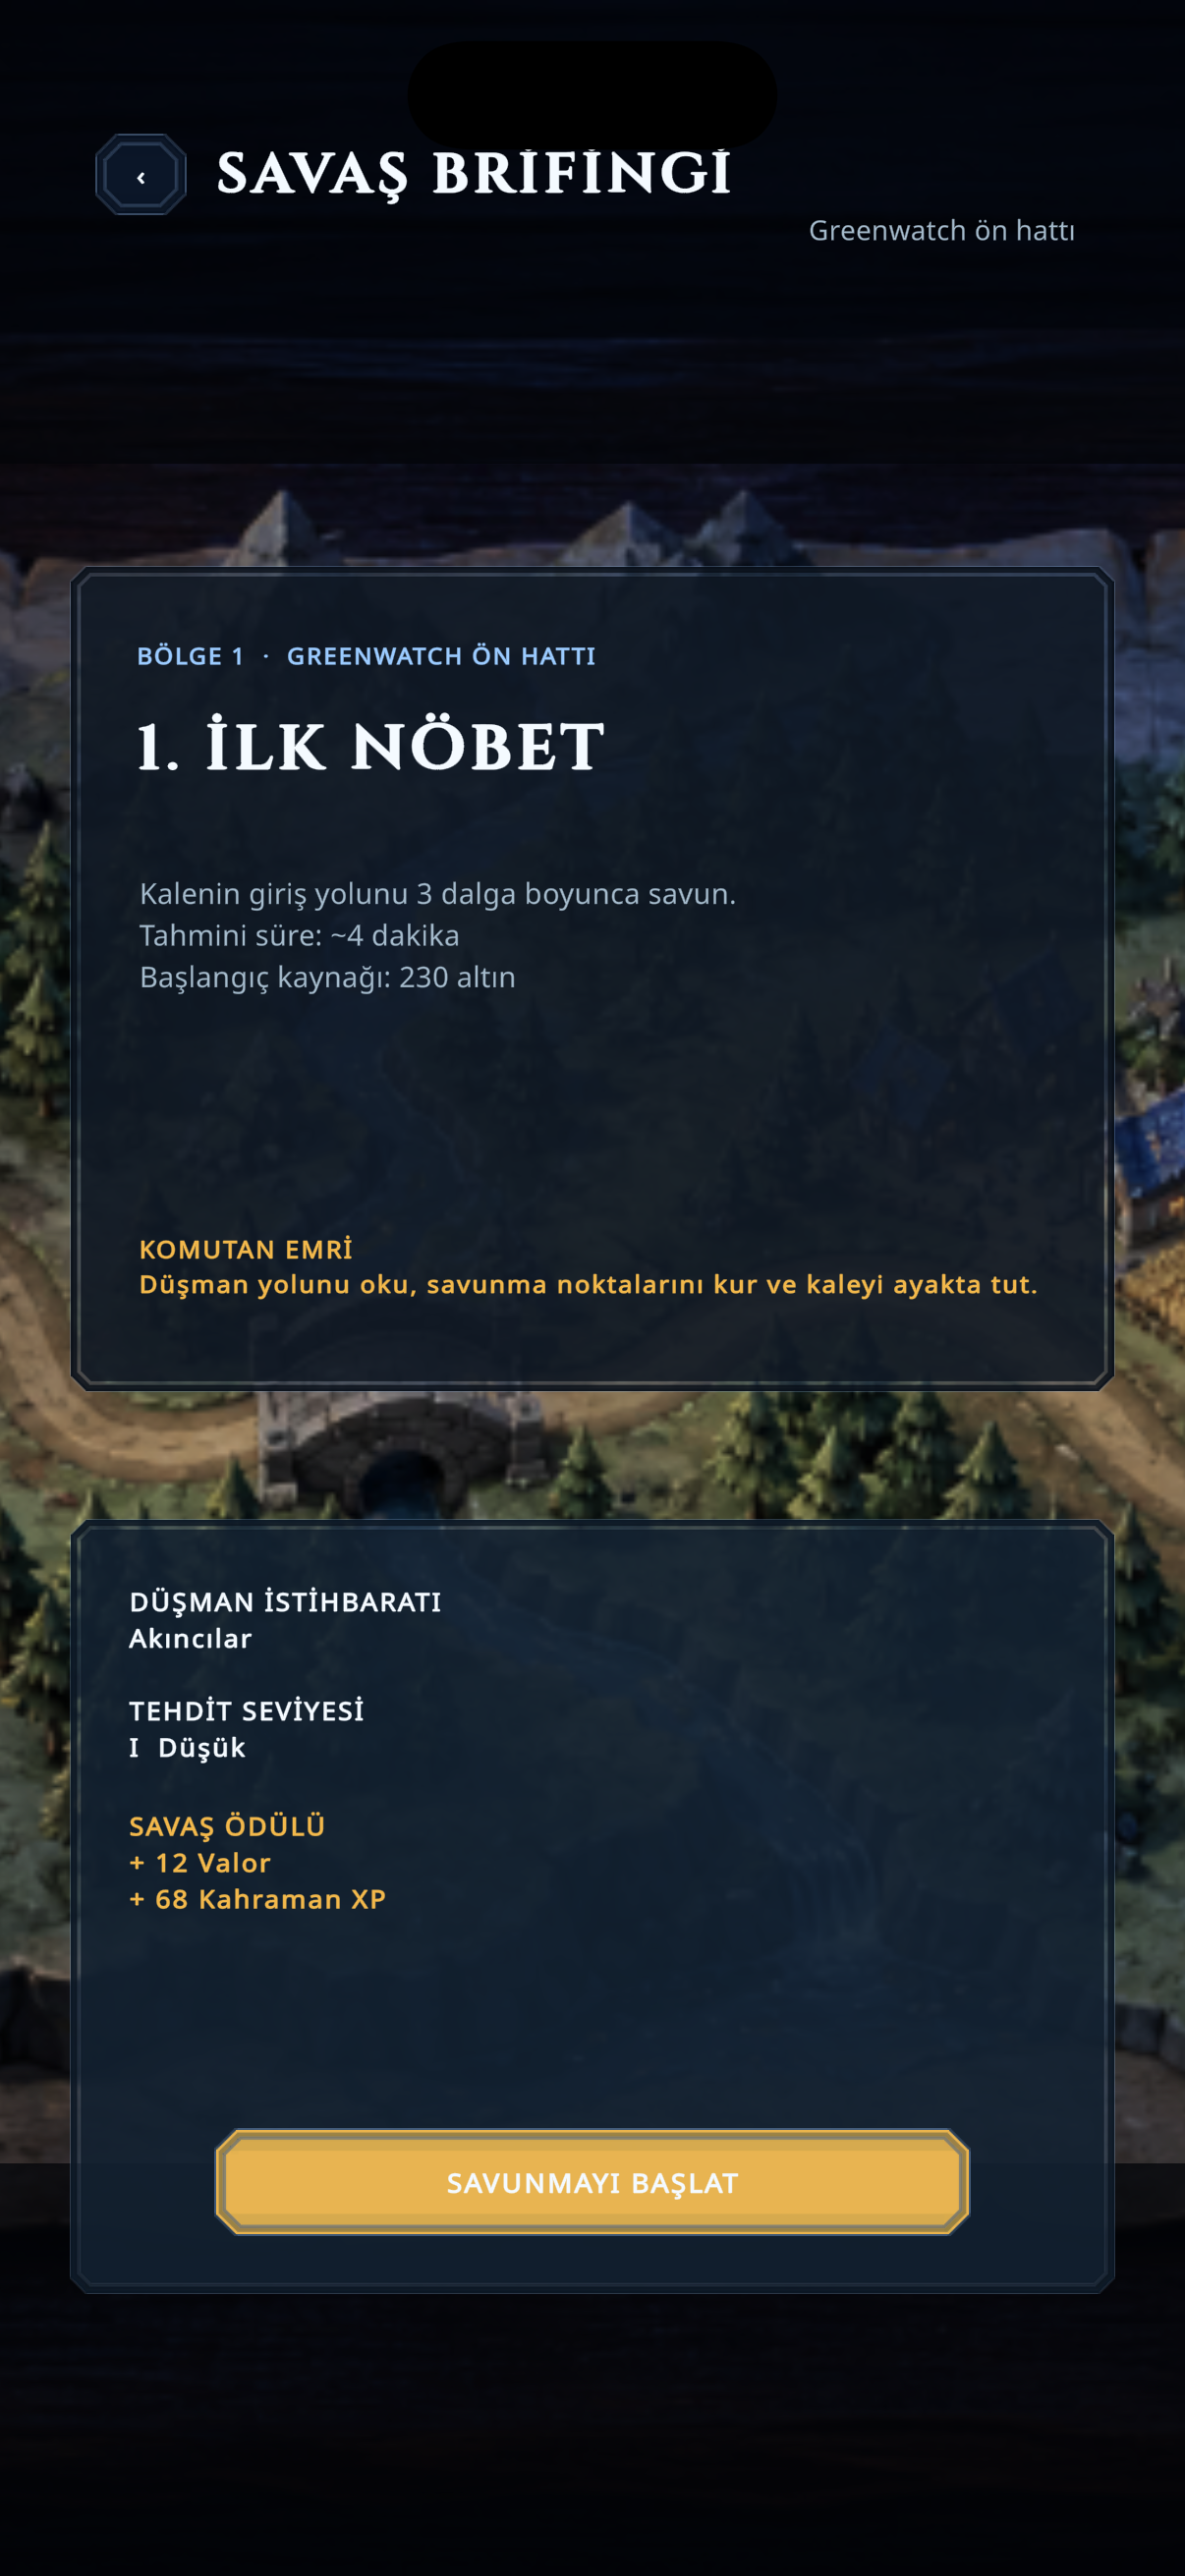 ‹
SAVAŞ BRİFİNGİ
Greenwatch ön hattı
BÖLGE 1 · GREENWATCH ÖN HATTI
1. İLK NÖBET
Kalenin giriş yolunu 3 dalga boyunca savun.
Tahmini süre: ~4 dakika
Başlangıç kaynağı: 230 altın
KOMUTAN EMRİ
Düşman yolunu oku, savunma noktalarını kur ve kaleyi ayakta tut.
DÜŞMAN İSTİHBARATI
Akıncılar
TEHDİT SEVİYESİ
I Düşük
SAVAŞ ÖDÜLÜ
+ 12 Valor
+ 68 Kahraman XP
SAVUNMAYI BAŞLAT